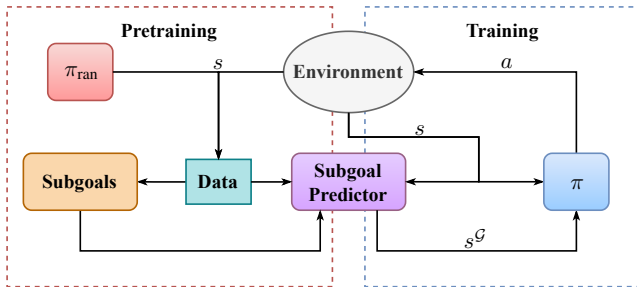 Pretraining
Training
π_ran
s
Environment
a
s
Subgoals
Data
Subgoal
Predictor
π
s^𝒢